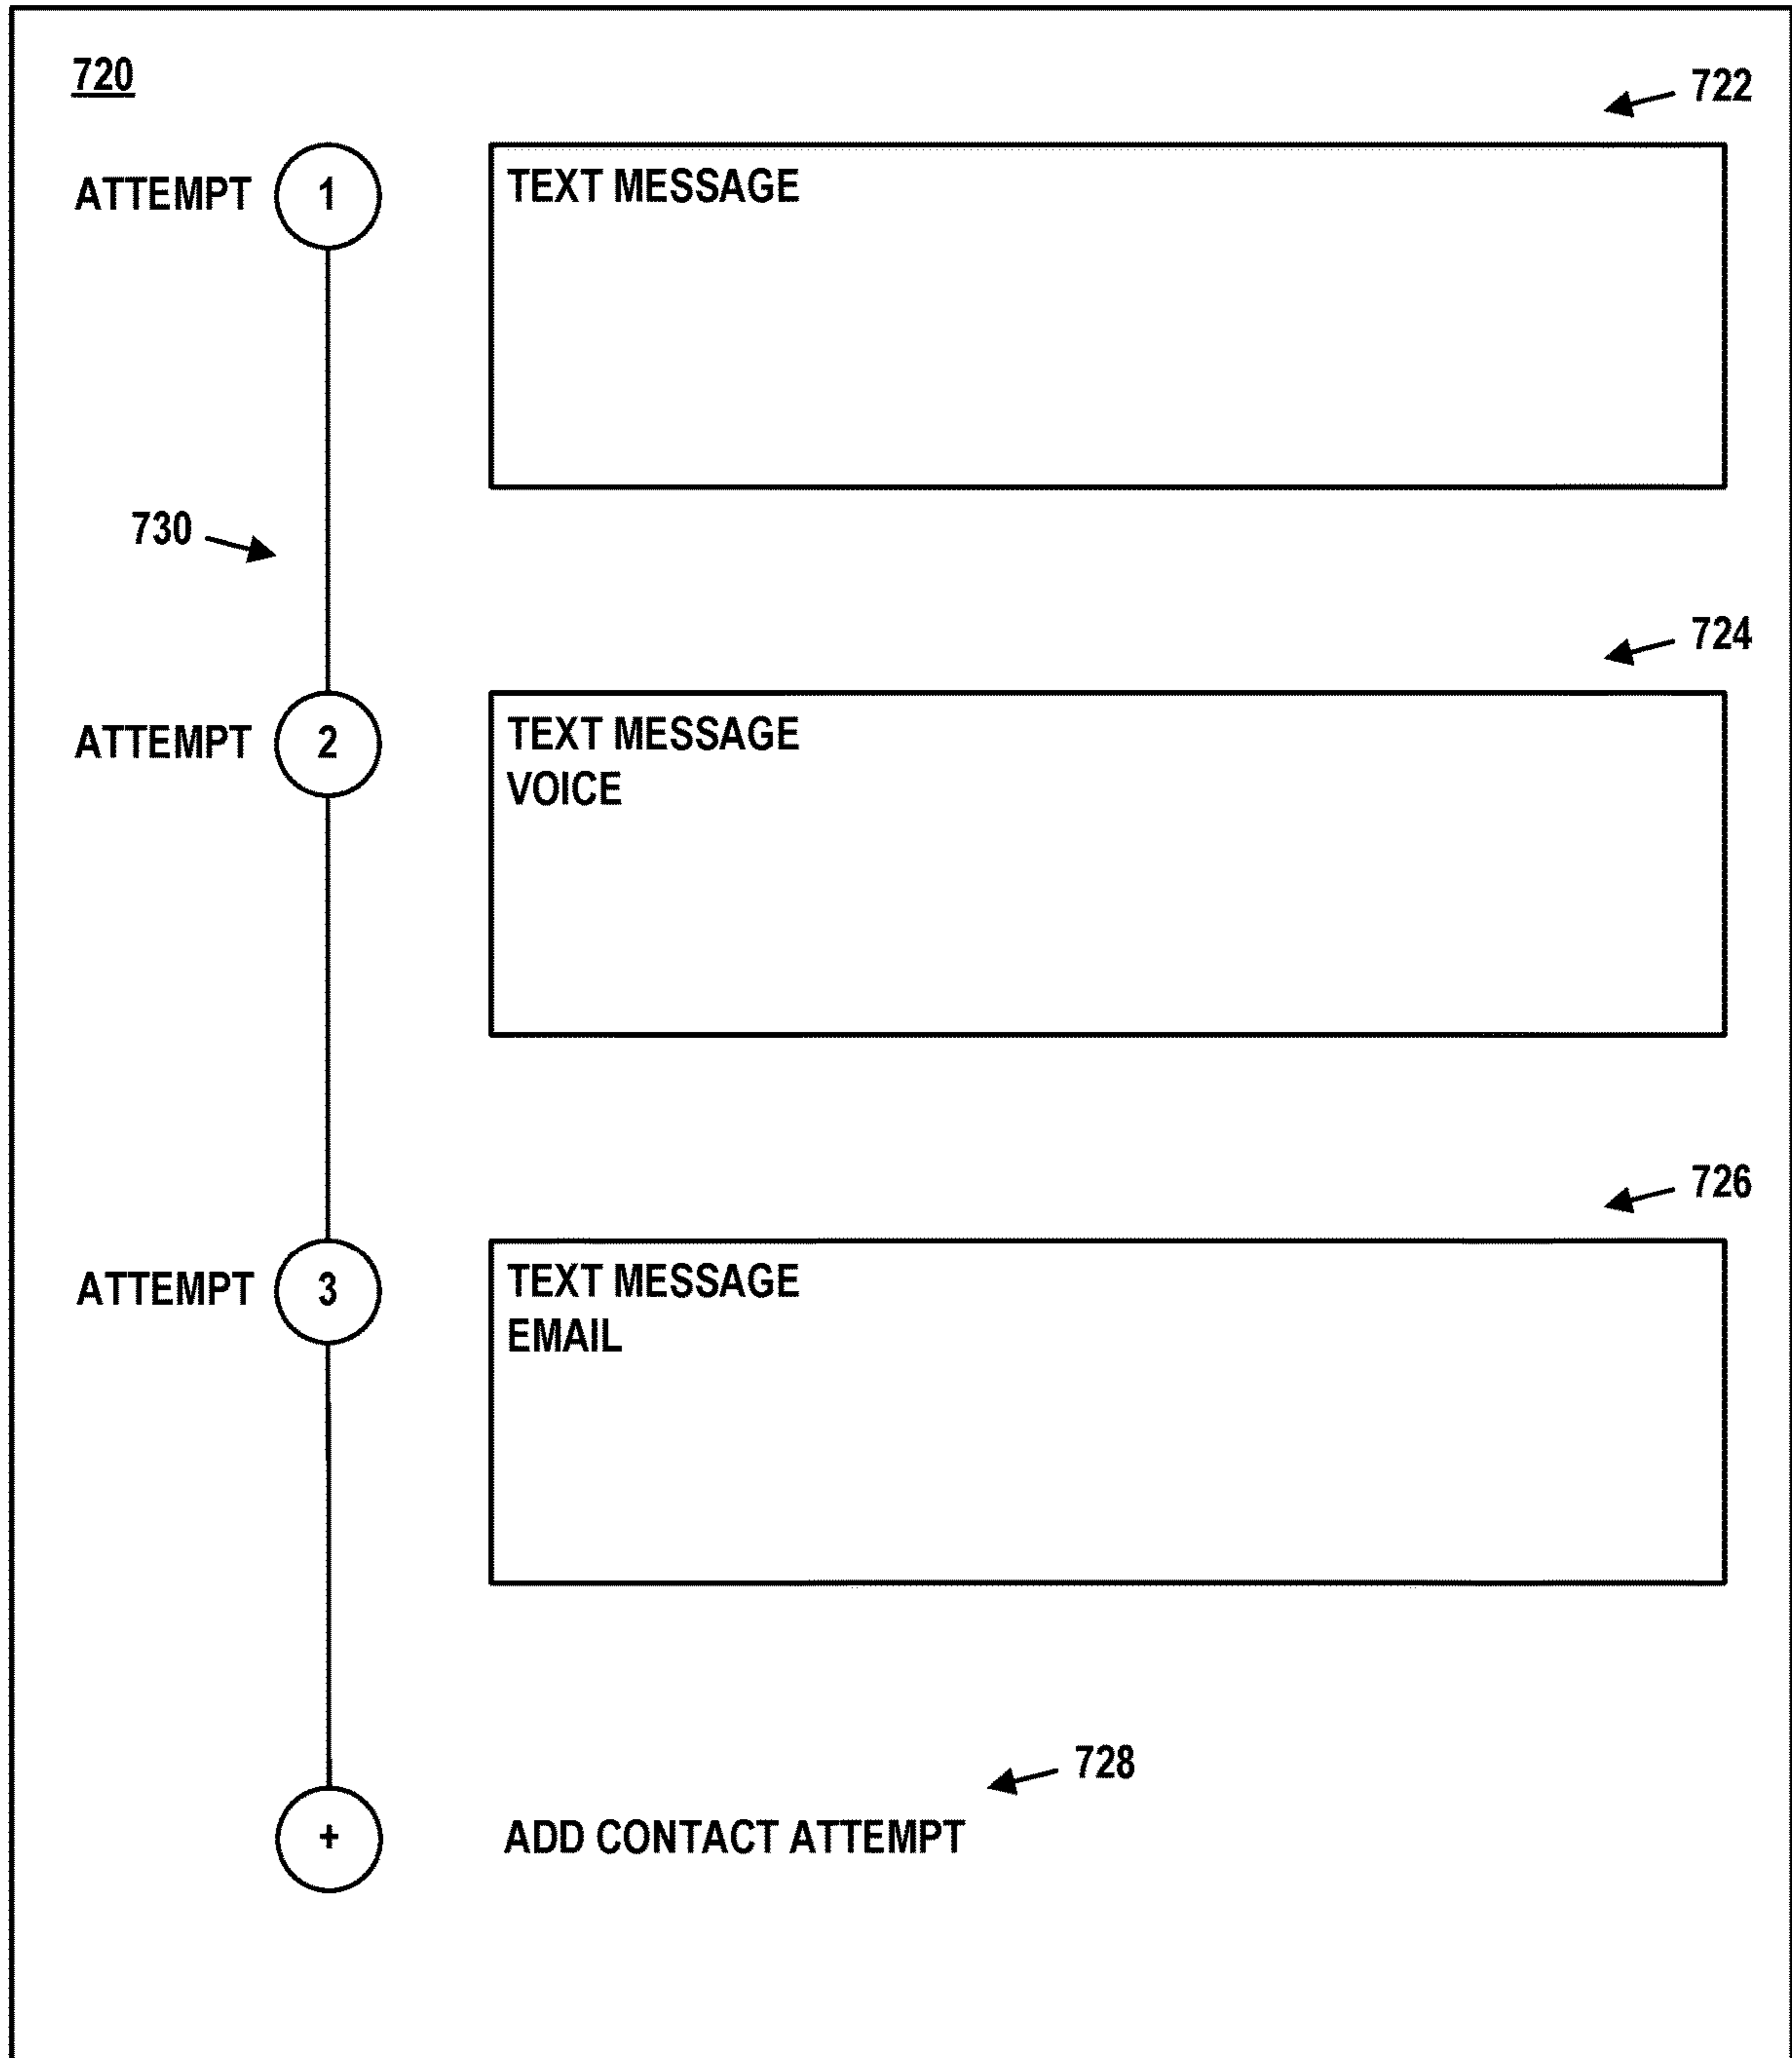 720
722
ATTEMPT 1 TEXT MESSAGE
730
724
ATTEMPT 2 TEXT MESSAGE
VOICE
726
ATTEMPT 3 TEXT MESSAGE
EMAIL
728
+ ADD CONTACT ATTEMPT